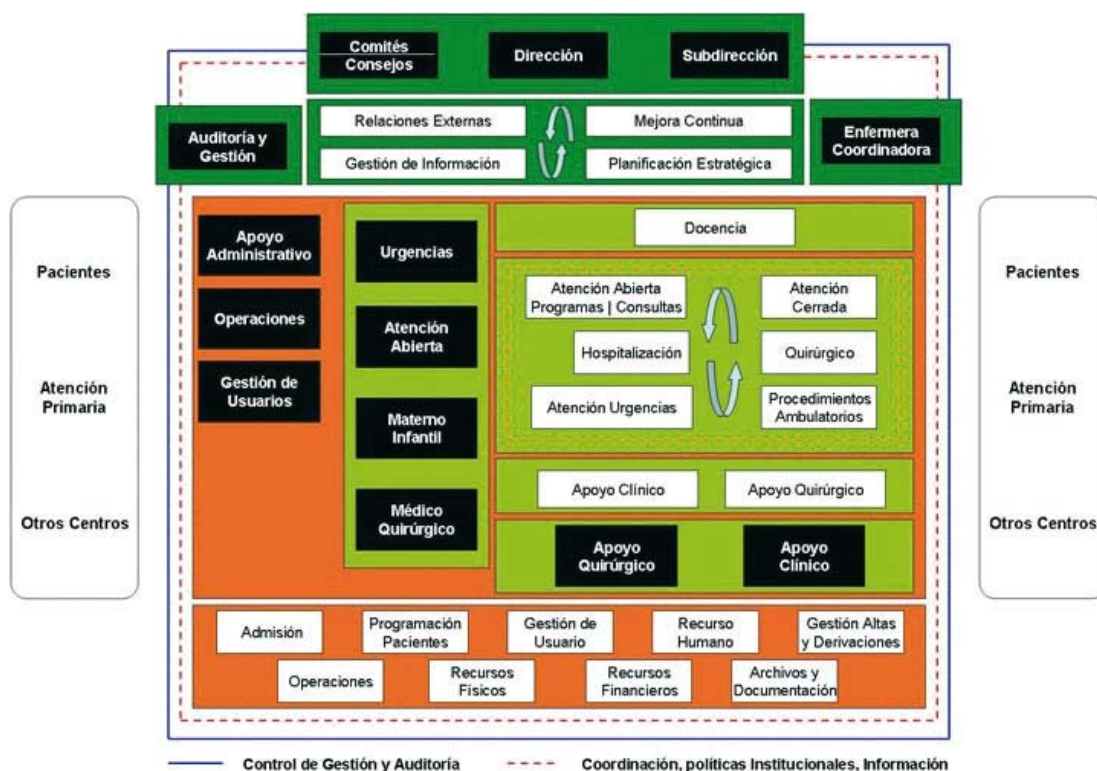 Comités
Consejos
Dirección
Subdirección
Auditoría y
Gestión
Relaciones Externas
Mejora Continua
Gestión de Información
Planificación Estratégica
Enfermera
Coordinadora
Pacientes
Atención
Primaria
Otros Centros
Apoyo
Administrativo
Operaciones
Gestión de
Usuarios
Urgencias
Atención
Abierta
Materno
Infantil
Médico
Quirúrgico
Docencia
Atención Abierta
Programas | Consultas
Atención
Cerrada
Hospitalización
Quirúrgico
Atención Urgencias
Procedimientos
Ambulatorios
Apoyo Clínico
Apoyo Quirúrgico
Apoyo
Quirúrgico
Apoyo
Clínico
Pacientes
Atención
Primaria
Otros Centros
Admisión
Programación
Pacientes
Gestión de
Usuario
Recurso
Humano
Gestión Altas
y Derivaciones
Operaciones
Recursos
Físicos
Recursos
Financieros
Archivos y
Documentación
Control de Gestión y Auditoría
Coordinación, políticas Institucionales, Información